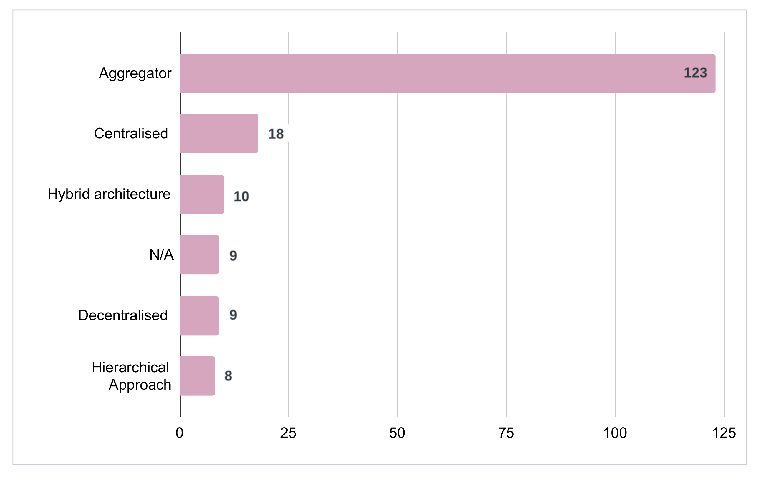 Aggregator
123
Centralised
18
Hybrid architecture
10
N/A
9
Decentralised
9
Hierarchical
Approach
8
0 25 50 75 100 125